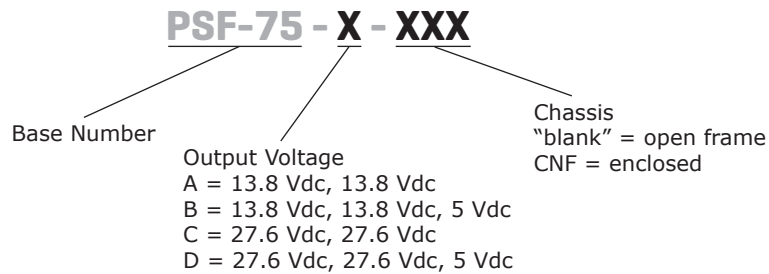 PSF-75 - X - XXX
Base Number
Output Voltage
A = 13.8 Vdc, 13.8 Vdc
B = 13.8 Vdc, 13.8 Vdc, 5 Vdc
C = 27.6 Vdc, 27.6 Vdc
D = 27.6 Vdc, 27.6 Vdc, 5 Vdc
Chassis
“blank” = open frame
CNF = enclosed